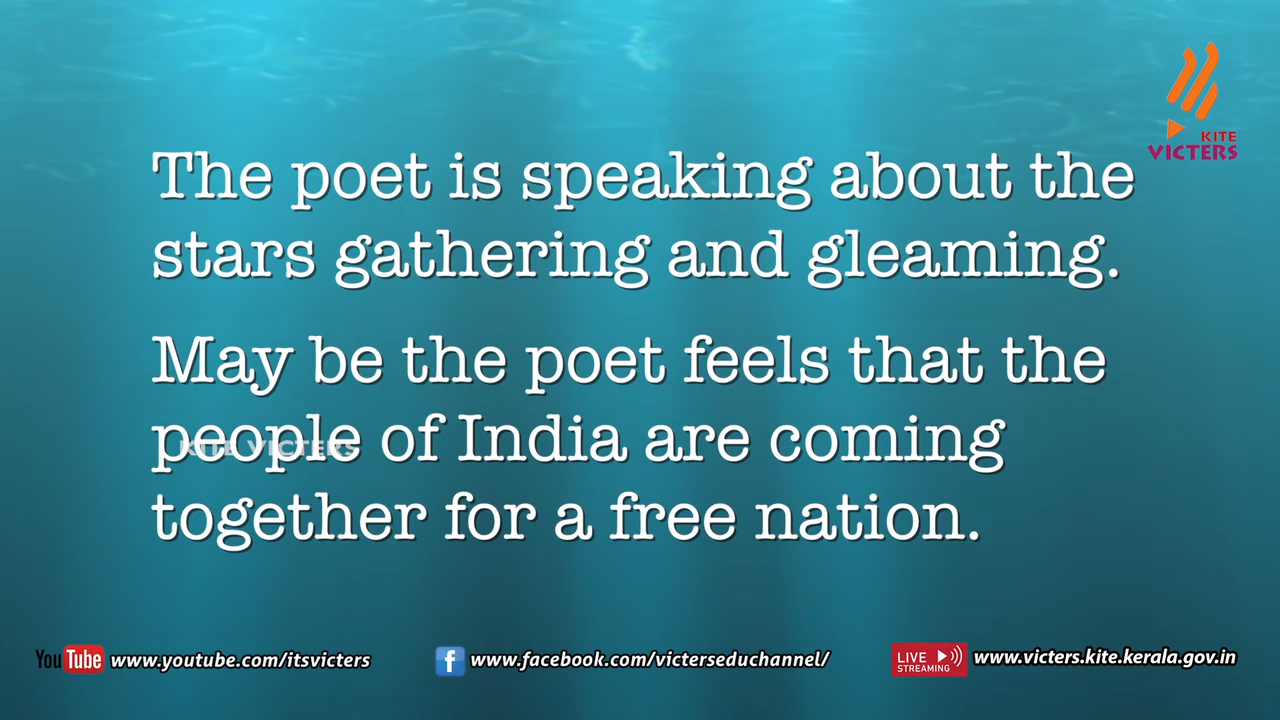 KITE
VICTERS
The poet is speaking about the
stars gathering and gleaming.
May be the poet feels that the
people of India are coming
KITE VICTERS
together for a free nation.
YouTube www.youtube.com/itsvicters
f www.facebook.com/victerseduchannel/
LIVE
STREAMING
www.victers.kite.kerala.gov.in